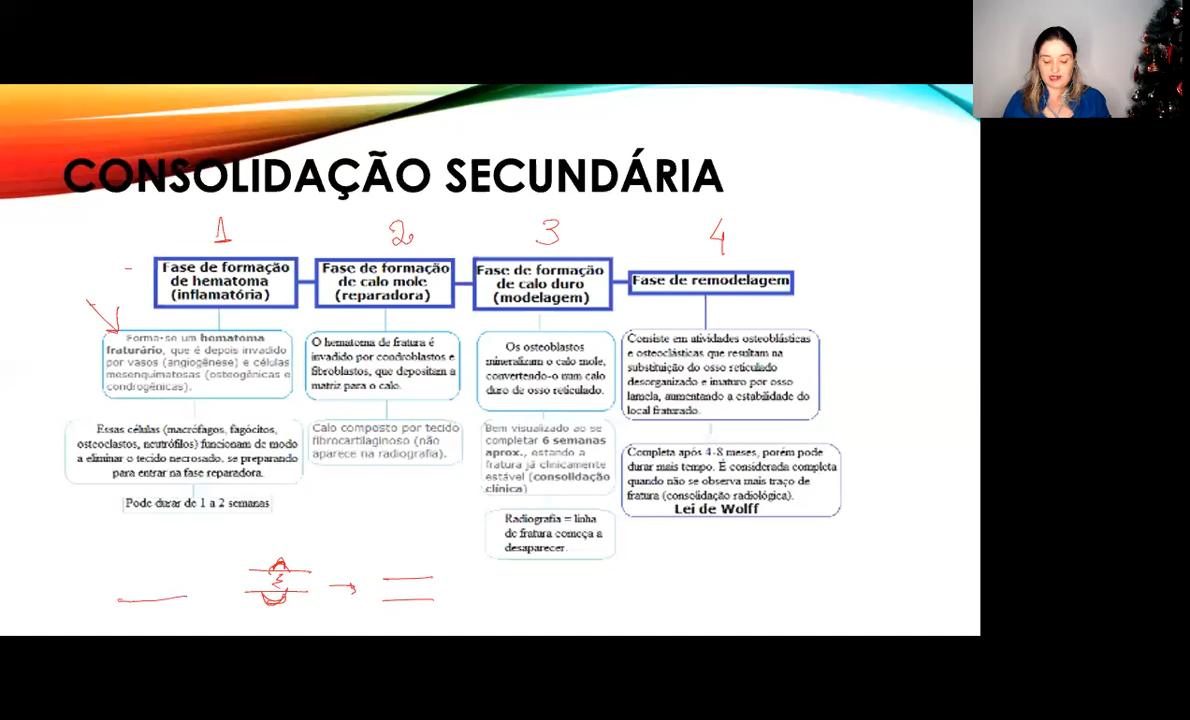 CONSOLIDAÇÃO SECUNDÁRIA
1 2 3 4
Fase de formação
de hematoma
(inflamatória)
Forma-se um hematoma
fraturário, que é depois invadido
por vasos (angiogênese) e células
mesenquimatosas (osteogênicas e
condrogênicas).
Essas células (macrófagos, fagócitos,
osteoclastos, neutrófilos) funcionam de modo
a eliminar o tecido necrosado, se preparando
para entrar na fase reparadora.
Pode durar de 1 a 2 semanas
Fase de formação
de calo mole
(reparadora)
O hematoma de fratura é
invadido por condroblastos e
fibroblastos, que depositam a
matriz para o calo.
Calo composto por tecido
fibrocartilaginoso (não
aparece na radiografia).
Fase de formação
de calo duro
(modelagem)
Os osteoblastos
mineralizam o calo mole,
convertendo-o num calo
duro de osso reticulado.
Bem visualizado ao se
completar 6 semanas
aprox., estando a
fratura já clinicamente
estável (consolidação
clínica)
Radiografia = linha
de fratura começa a
desaparecer.
Fase de remodelagem
Consiste em atividades osteoblásticas
e osteoclásticas que resultam na
substituição do osso reticulado
desorganizado e imaturo por osso
lamela, aumentando a estabilidade do
local fraturado.
Completa após 4-8 meses, porém pode
durar mais tempo. É considerada completa
quando não se observa mais traço de
fratura (consolidação radiológica).
Lei de Wolff